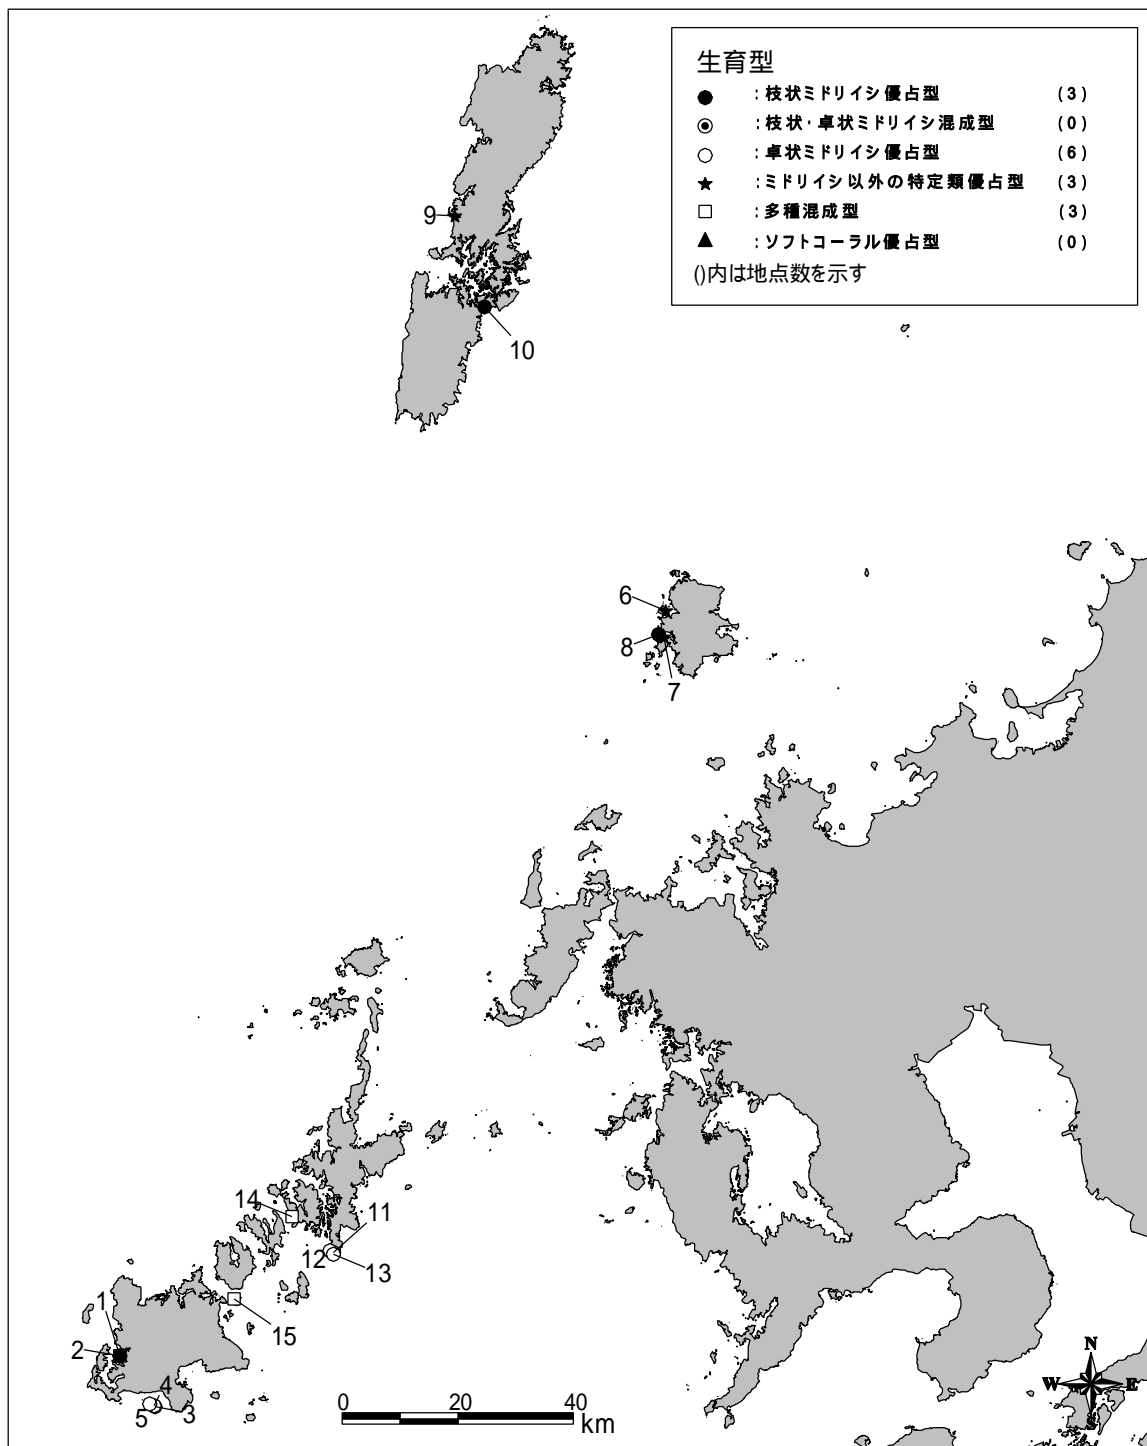 生育型
● :枝状ミドリイシ優占型 (3)
◉ :枝状・卓状ミドリイシ混成型 (0)
○ :卓状ミドリイシ優占型 (6)
★ :ミドリイシ以外の特定類優占型 (3)
□ :多種混成型 (3)
▲ :ソフトコーラル優占型 (0)
()内は地点数を示す
9
10
6
8
7
14
11
12
13
1
15
2
4
5
3
0 20 40
km
N
W E
S